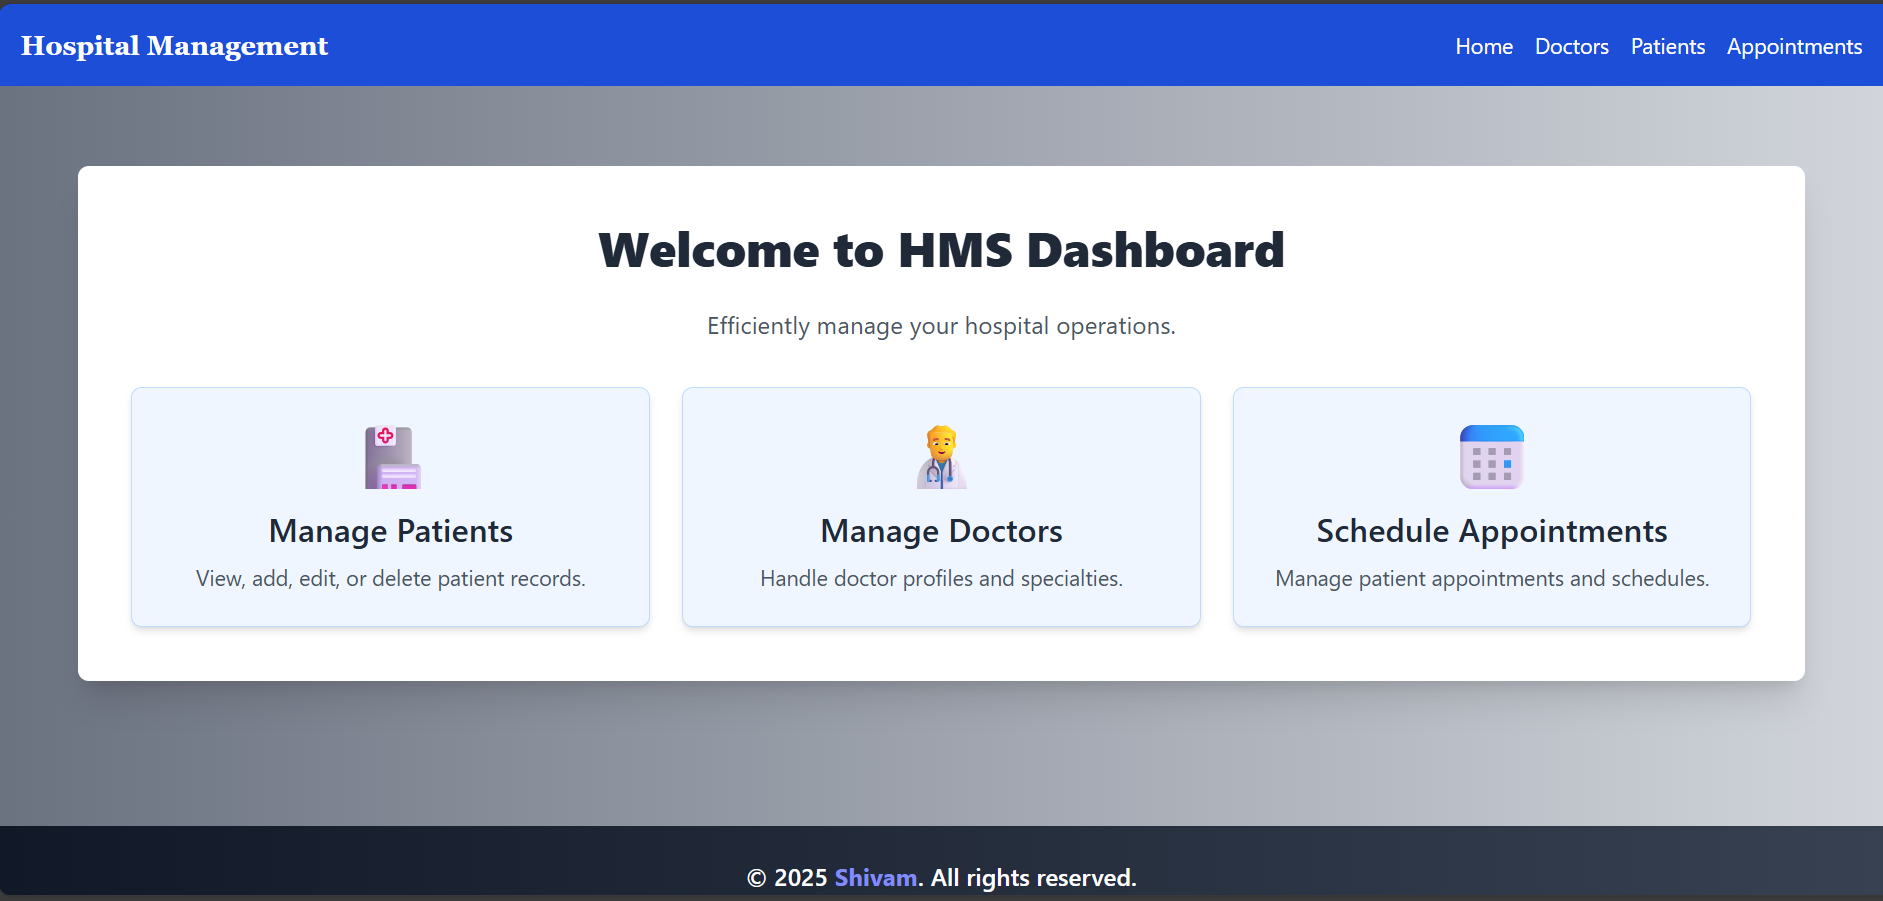 Hospital Management
Home Doctors Patients Appointments
Welcome to HMS Dashboard
Efficiently manage your hospital operations.
Manage Patients
View, add, edit, or delete patient records.
Manage Doctors
Handle doctor profiles and specialties.
Schedule Appointments
Manage patient appointments and schedules.
© 2025 Shivam. All rights reserved.